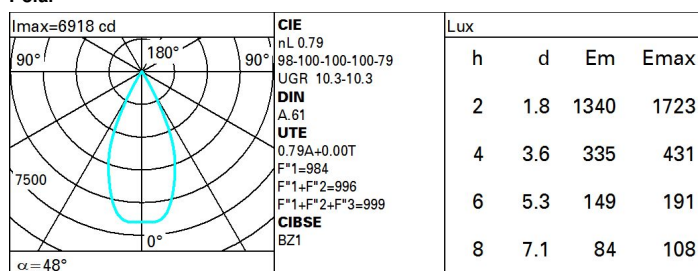 Imax=6918 cd
90°
180°
90°
7500
0°
α=48°
CIE
nL 0.79
98-100-100-100-79
UGR 10.3-10.3
DIN
A.61
UTE
0.79A+0.00T
F"1=984
F"1+F"2=996
F"1+F"2+F"3=999
CIBSE
BZ1
Lux
h d Em Emax
2 1.8 1340 1723
4 3.6 335 431
6 5.3 149 191
8 7.1 84 108